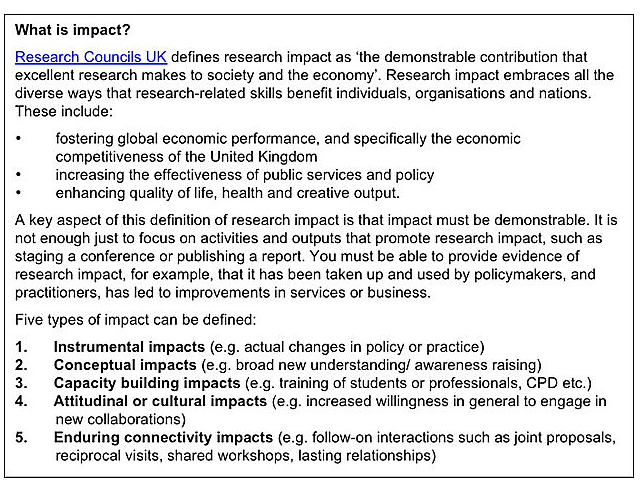 What is impact?
Research Councils UK defines research impact as ‘the demonstrable contribution that
excellent research makes to society and the economy’. Research impact embraces all the
diverse ways that research-related skills benefit individuals, organisations and nations.
These include:
• fostering global economic performance, and specifically the economic
competitiveness of the United Kingdom
• increasing the effectiveness of public services and policy
• enhancing quality of life, health and creative output.
A key aspect of this definition of research impact is that impact must be demonstrable. It is
not enough just to focus on activities and outputs that promote research impact, such as
staging a conference or publishing a report. You must be able to provide evidence of
research impact, for example, that it has been taken up and used by policymakers, and
practitioners, has led to improvements in services or business.
Five types of impact can be defined:
1. Instrumental impacts (e.g. actual changes in policy or practice)
2. Conceptual impacts (e.g. broad new understanding/ awareness raising)
3. Capacity building impacts (e.g. training of students or professionals, CPD etc.)
4. Attitudinal or cultural impacts (e.g. increased willingness in general to engage in
new collaborations)
5. Enduring connectivity impacts (e.g. follow-on interactions such as joint proposals,
reciprocal visits, shared workshops, lasting relationships)